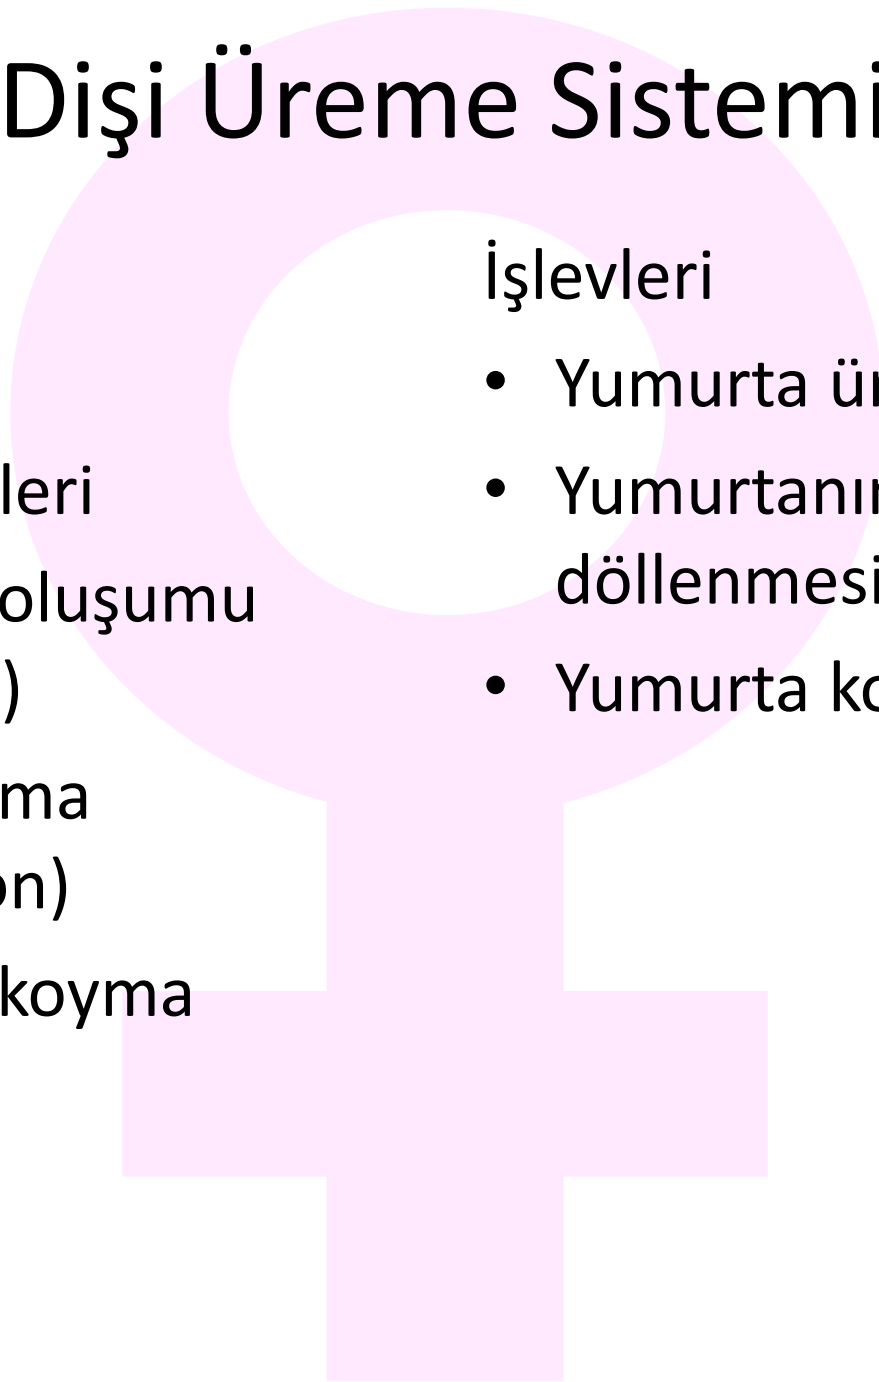 Dişi Üreme Sistemi
leri
oluşumu
)
ma
on)
koyma
İşlevleri
• Yumurta ür
• Yumurtanın
döllenmesi
• Yumurta ko